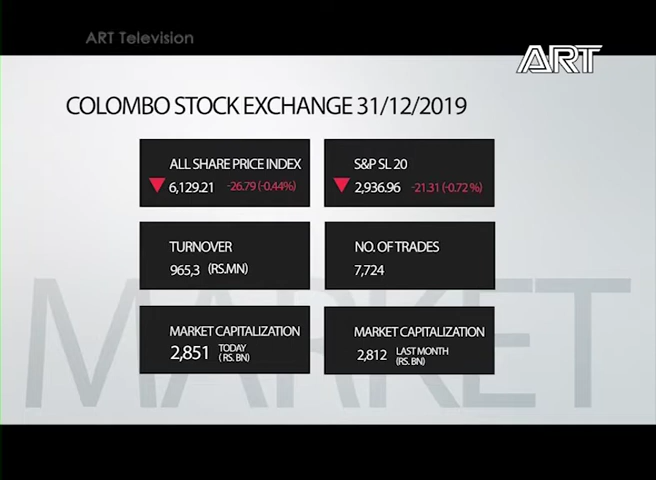 ART Television
ART
COLOMBO STOCK EXCHANGE 31/12/2019
ALL SHARE PRICE INDEX
6,129.21 -26.79 (-0.44%)
S&P SL 20
2,936.96 -21.31 (-0.72 %)
TURNOVER
965,3 (RS.MN)
NO. OF TRADES
7,724
MARKET CAPITALIZATION
2,851 TODAY
( RS. BN)
MARKET CAPITALIZATION
2,812 LAST MONTH
(RS. BN)
MARKET